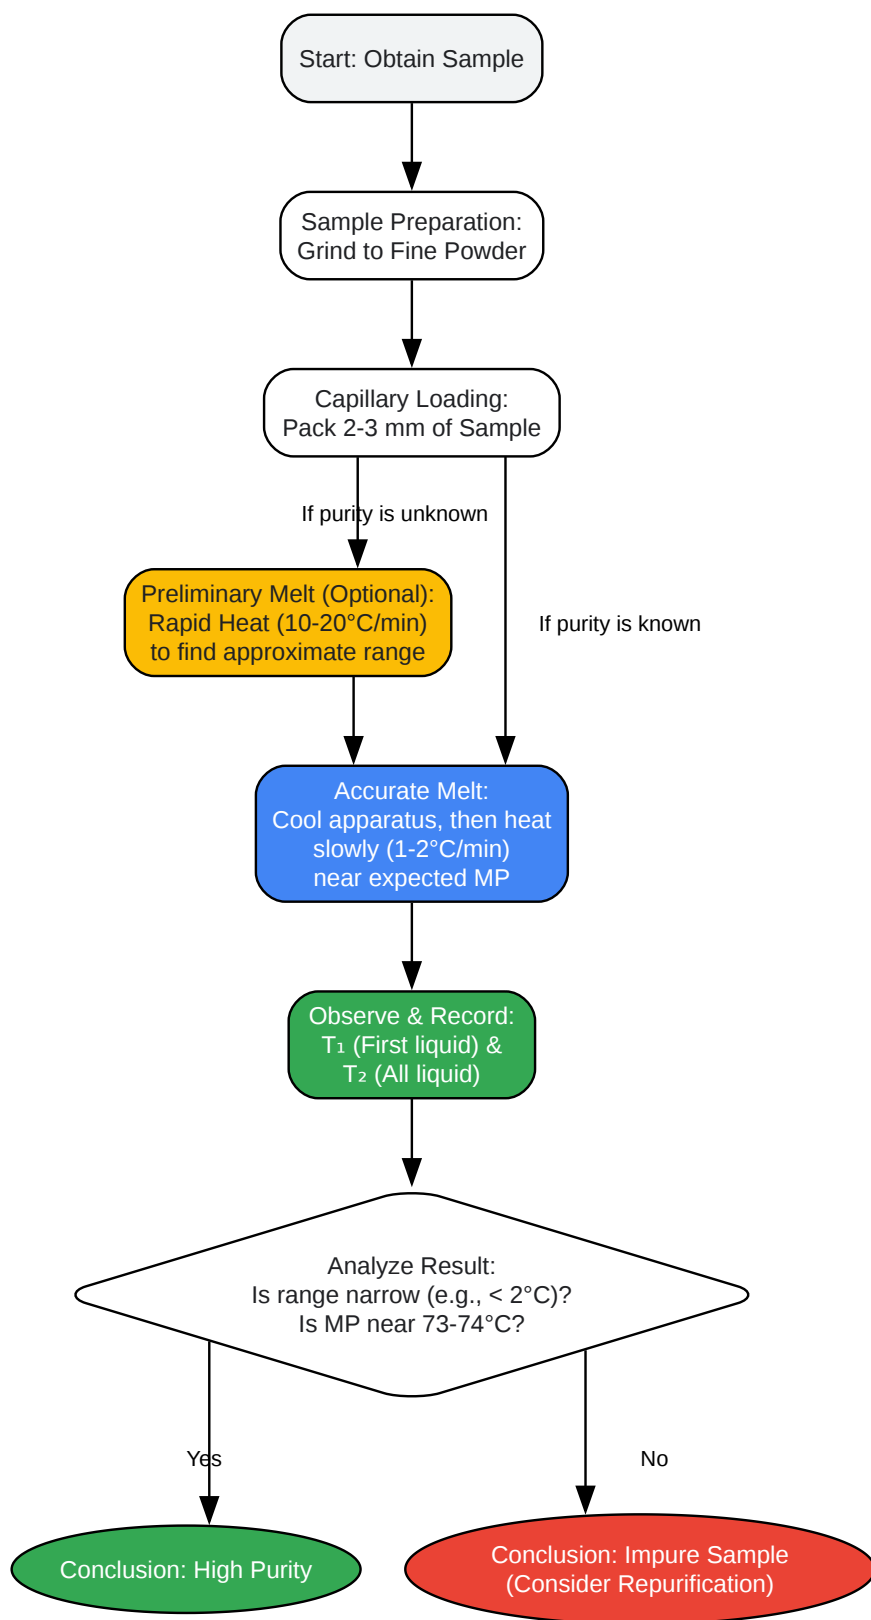 Start: Obtain Sample
Sample Preparation:
Grind to Fine Powder
Capillary Loading:
Pack 2-3 mm of Sample
If purity is unknown
Preliminary Melt (Optional):
Rapid Heat (10-20°C/min)
to find approximate range
If purity is known
Accurate Melt:
Cool apparatus, then heat
slowly (1-2°C/min)
near expected MP
Observe & Record:
T₁ (First liquid) &
T₂ (All liquid)
Analyze Result:
Is range narrow (e.g., < 2°C)?
Is MP near 73-74°C?
Yes
No
Conclusion: High Purity
Conclusion: Impure Sample
(Consider Repurification)